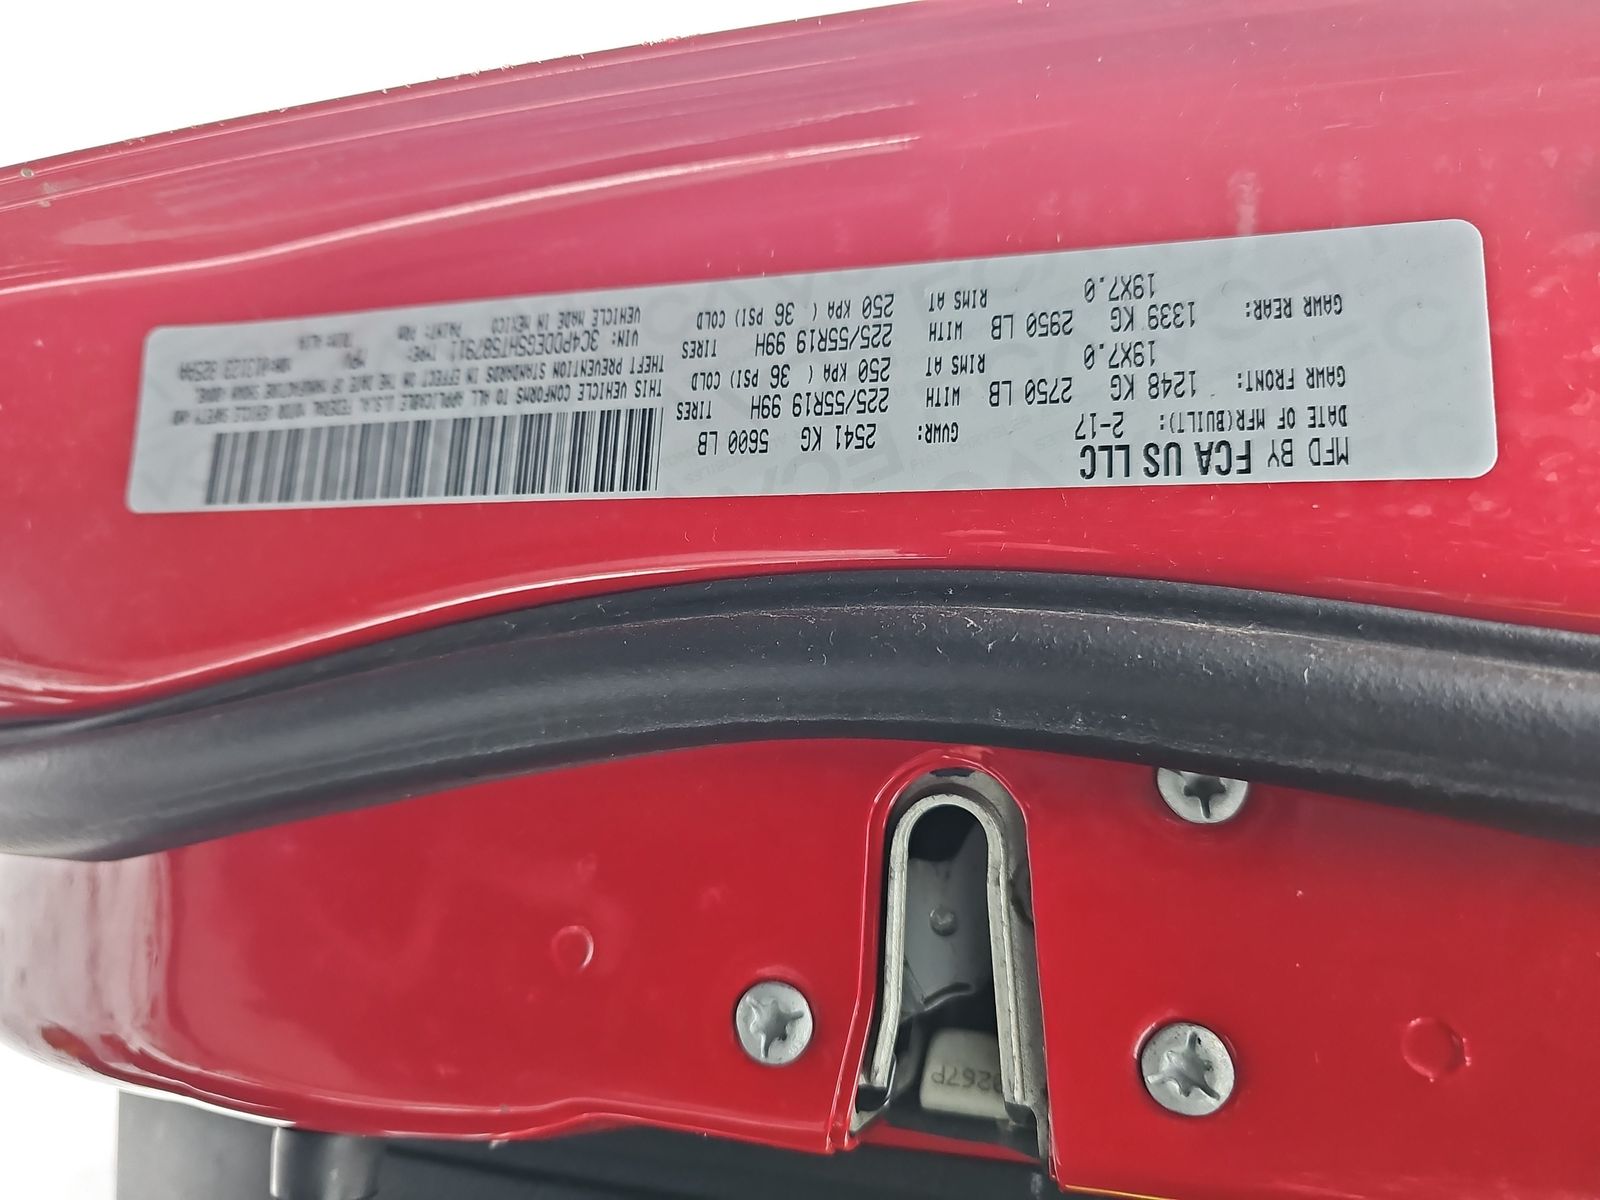 MFD BY FCA US LLC
DATE OF MFR(BUILT): 2-17
GVWR: 2541 KG 5600 LB
GAWR FRONT: 1248 KG 2750 LB WITH 225/55R19 99H TIRES
19X7.0 RIMS AT 250 KPA ( 36 PSI) COLD
GAWR REAR: 1339 KG 2950 LB WITH 225/55R19 99H TIRES
19X7.0 RIMS AT 250 KPA ( 36 PSI) COLD
THIS VEHICLE CONFORMS TO ALL APPLICABLE U.S.A. FEDERAL MOTOR VEHICLE SAFETY AND
THEFT PREVENTION STANDARDS IN EFFECT ON THE DATE OF MANUFACTURE SHOWN ABOVE.
VIN: 3C4PDDEG5HT587911 TYPE: MPV
VEHICLE MADE IN MEXICO PAINT:
267P